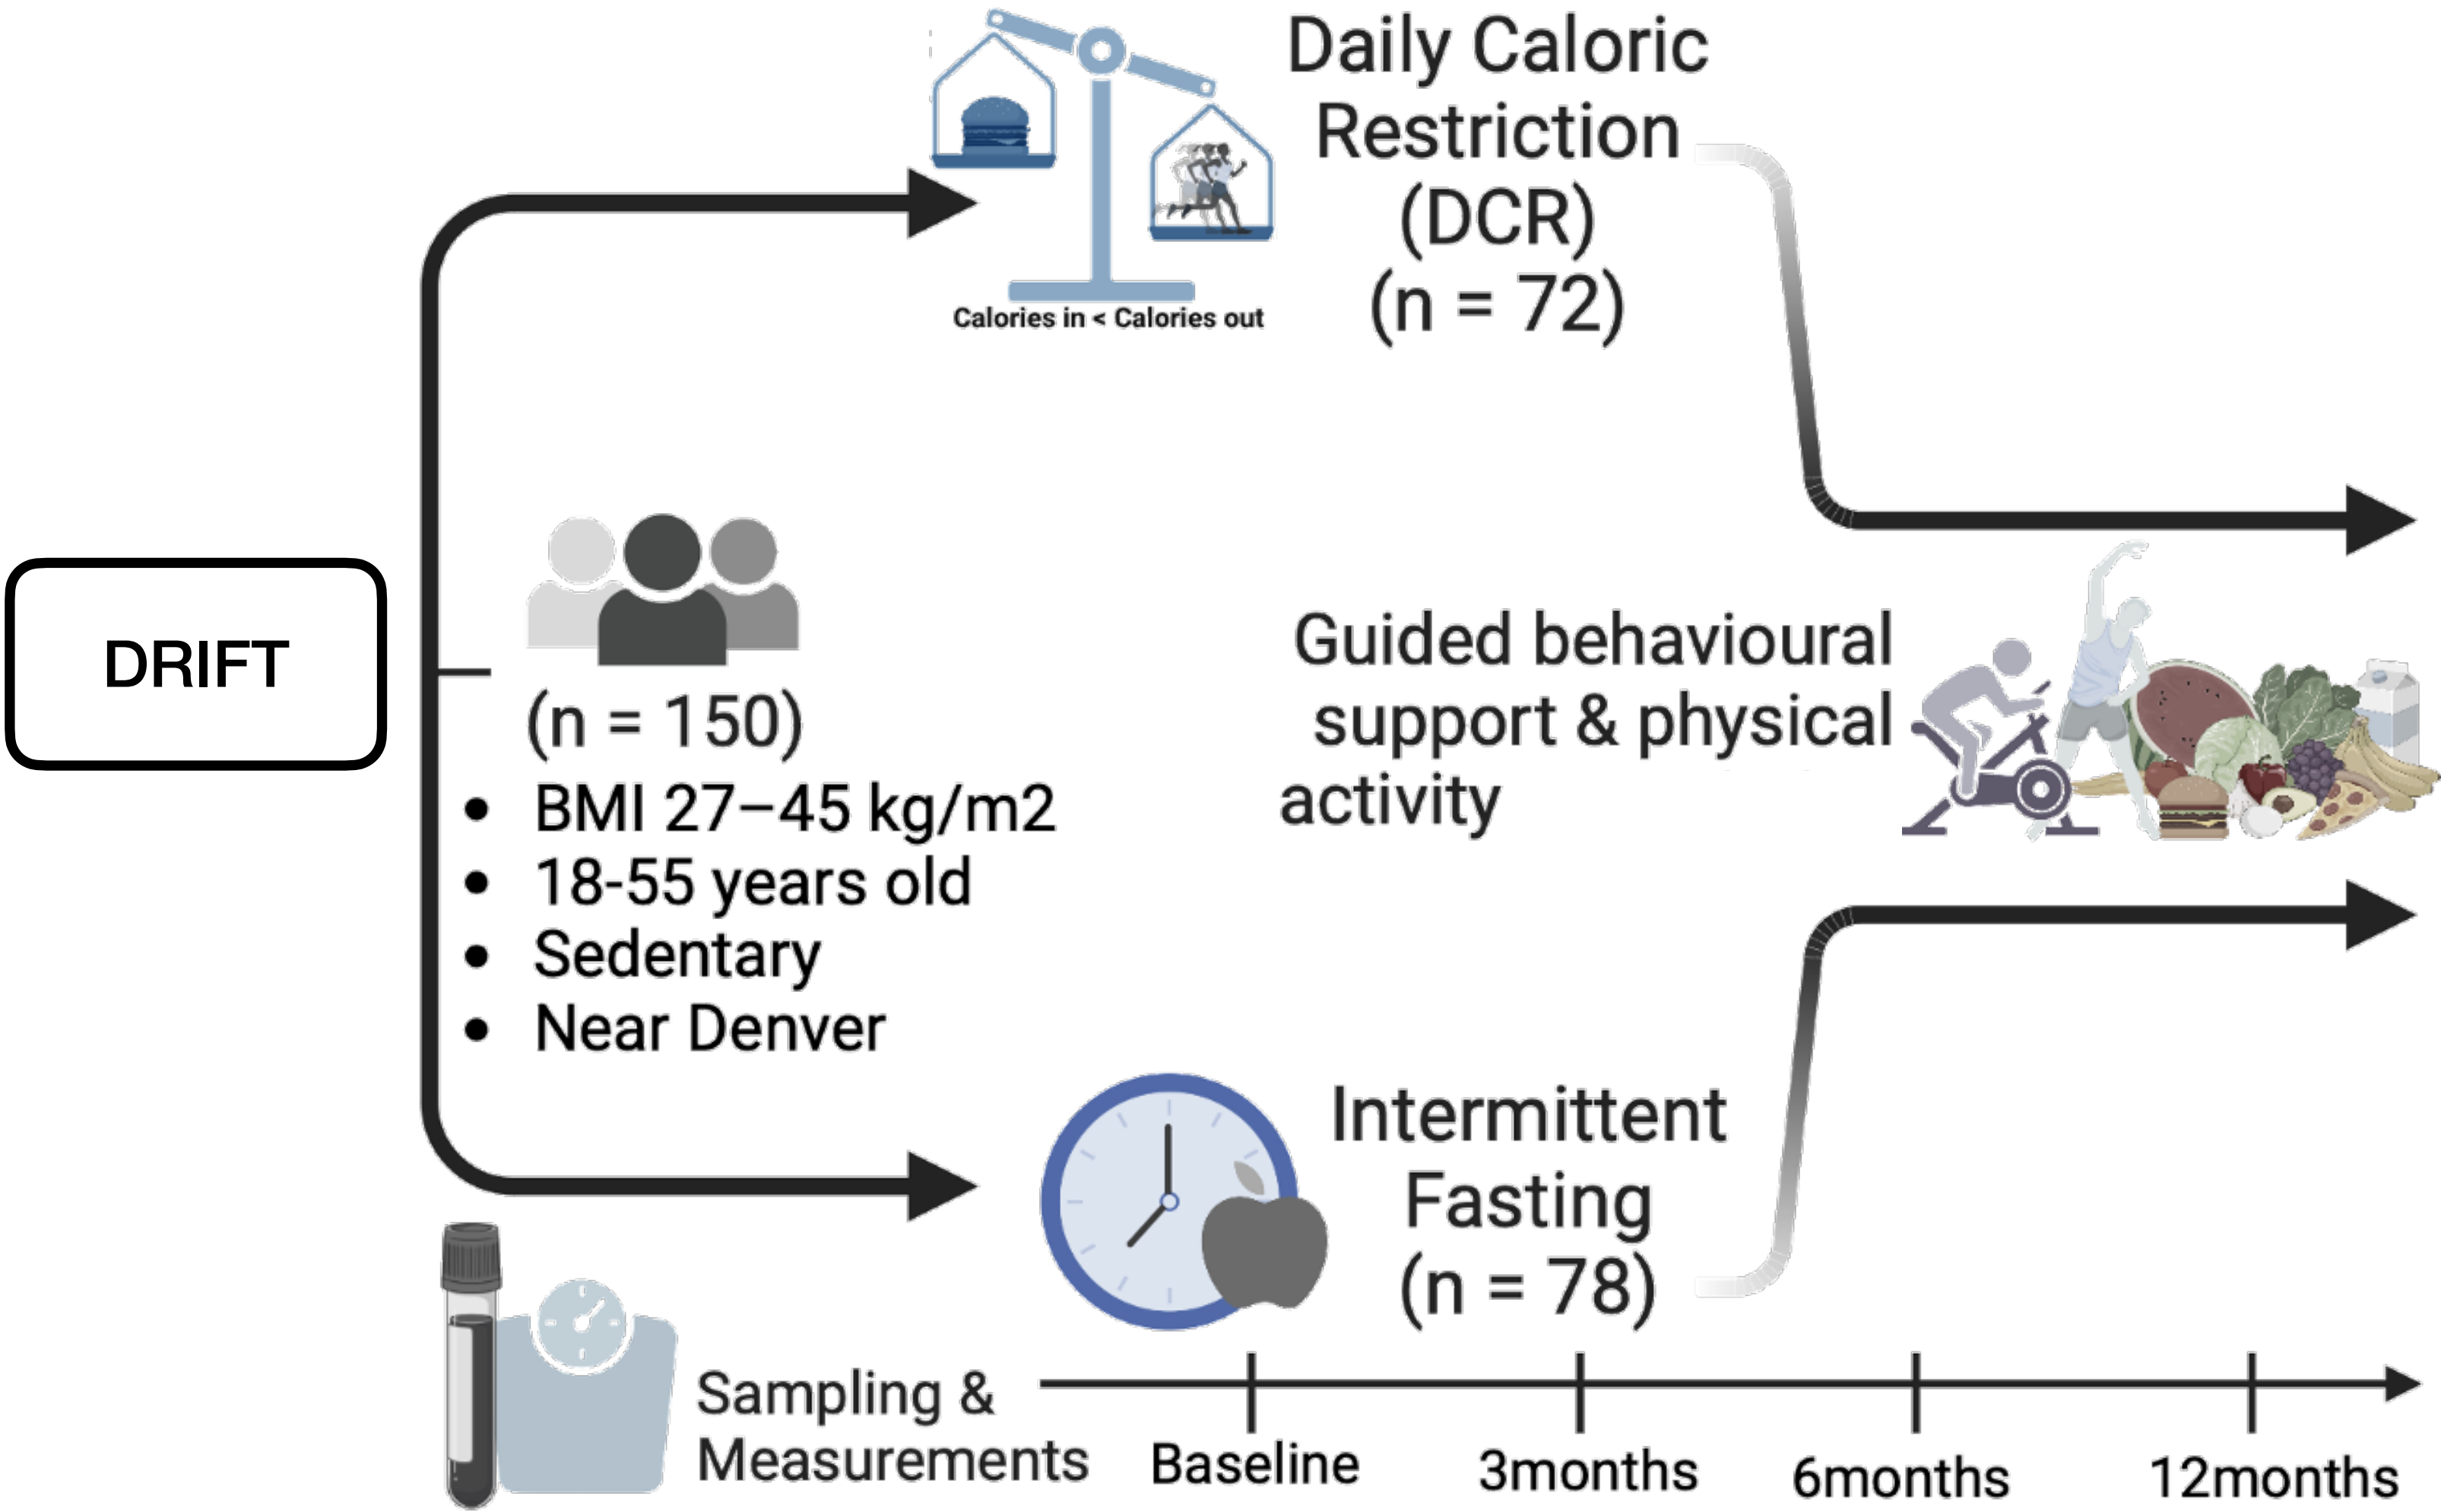 DRIFT
(n = 150)
• BMI 27–45 kg/m2
• 18-55 years old
• Sedentary
• Near Denver
Calories in < Calories out
Daily Caloric
Restriction
(DCR)
(n = 72)
Guided behavioural
support & physical
activity
Intermittent
Fasting
(n = 78)
Sampling &
Measurements
Baseline
3months
6months
12months